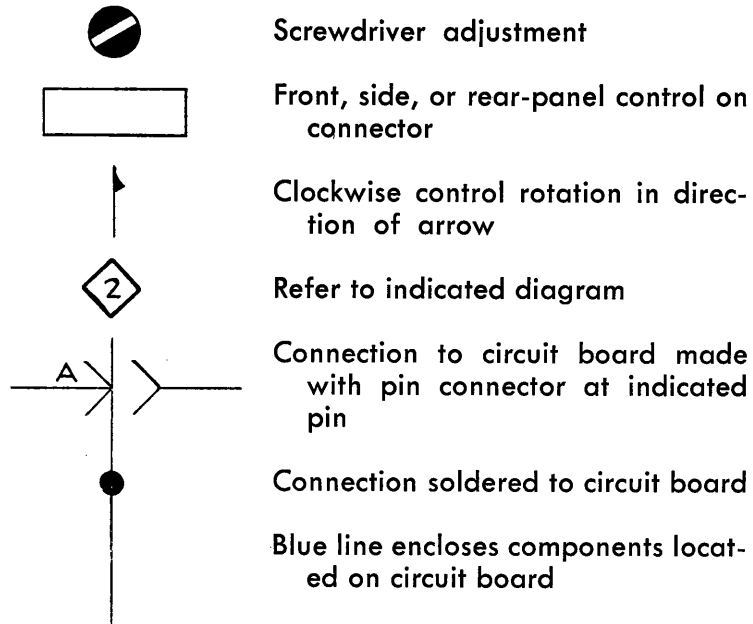 Screwdriver adjustment
Front, side, or rear-panel control on
connector
Clockwise control rotation in direc-
tion of arrow
2
Refer to indicated diagram
Connection to circuit board made
A
with pin connector at indicated
pin
Connection soldered to circuit board
Blue line encloses components locat-
ed on circuit board